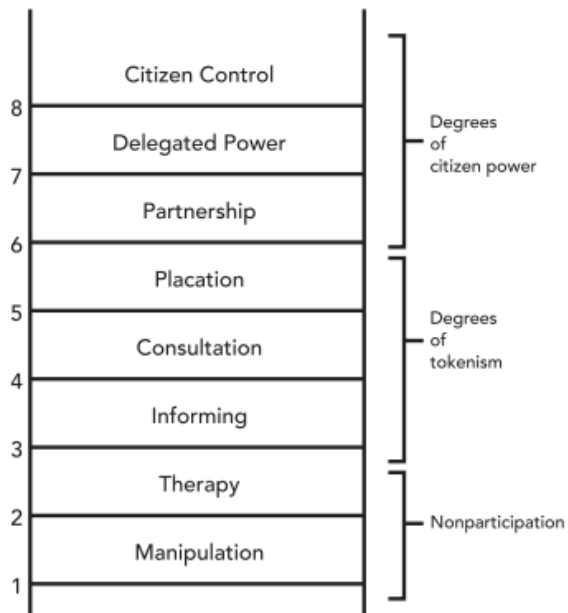 Citizen Control
8
Delegated Power
7
Partnership
6
Placation
5
Consultation
4
Informing
3
Therapy
2
Manipulation
1
Degrees
of
citizen power
Degrees
of
tokenism
Nonparticipation